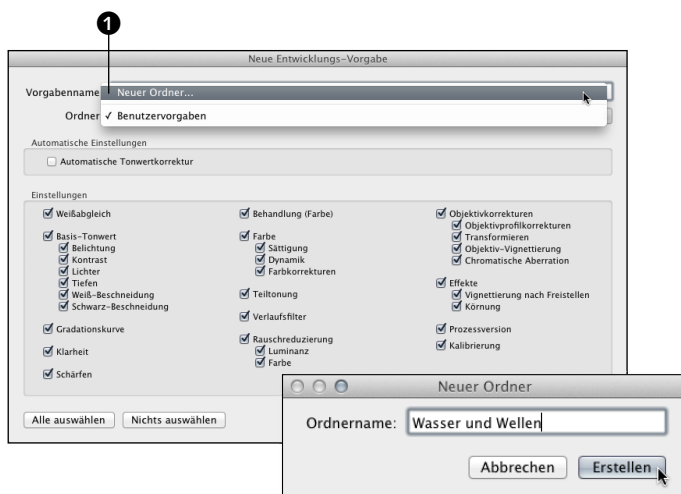 1
Neue Entwicklungs-Vorgabe
Vorgabenname
Neuer Ordner...
Ordner ✓ Benutzervorgaben
Automatische Einstellungen
Automatische Tonwertkorrektur
Einstellungen
Weißabgleich
Basis-Tonwert
Belichtung
Kontrast
Lichter
Tiefen
Weiß-Beschneidung
Schwarz-Beschneidung
Gradationskurve
Klarheit
Schärfen
Behandlung (Farbe)
Farbe
Sättigung
Dynamik
Farbkorrekturen
Teiltonung
Verlaufsfilter
Rauschreduzierung
Luminanz
Farbe
Objektivkorrekturen
Objektivprofilkorrekturen
Transformieren
Objektiv-Vignettierung
Chromatische Aberration
Effekte
Vignettierung nach Freistellen
Körnung
Prozessversion
Kalibrierung
Alle auswählen Nichts auswählen
Neuer Ordner
Ordnername: Wasser und Wellen
Abbrechen Erstellen